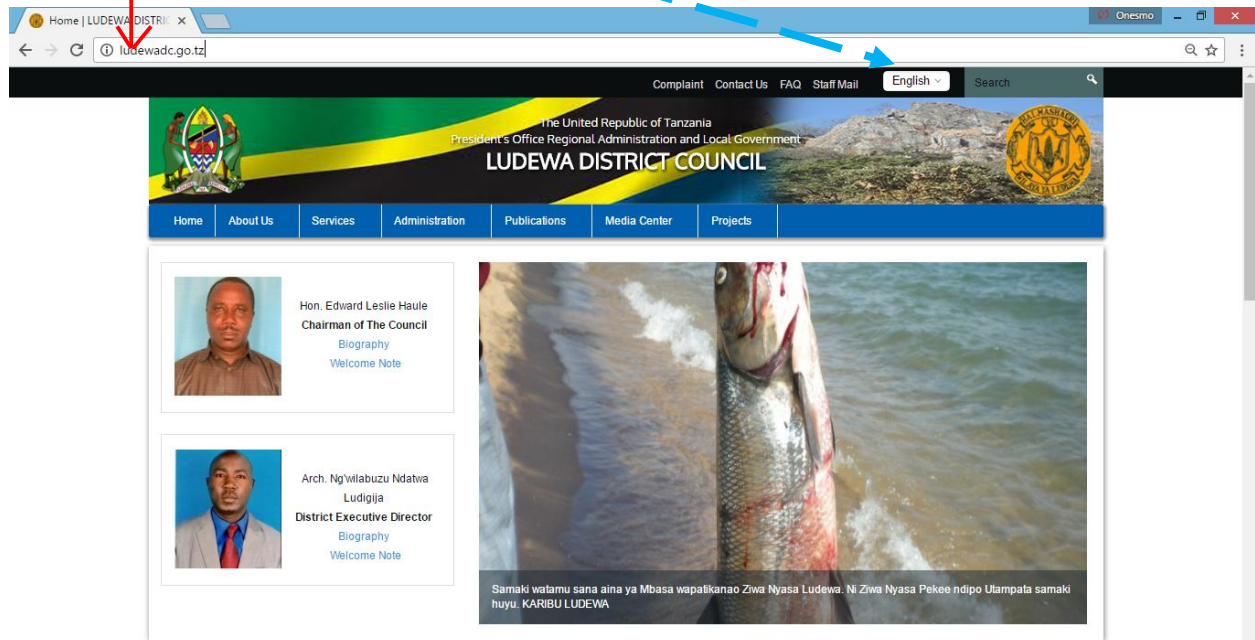 Home | LUDEWA DISTRIC
Onesmo
ludewadc.go.tz
Complaint Contact Us FAQ Staff Mail English Search
The United Republic of Tanzania
President's Office Regional Administration and Local Government
LUDEWA DISTRICT COUNCIL
Home About Us Services Administration Publications Media Center Projects
Hon. Edward Leslie Haule
Chairman of The Council
Biography
Welcome Note
Arch. Ng'wilabuzu Ndatwa
Ludigija
District Executive Director
Biography
Welcome Note
Samaki watamu sana aina ya Mbasa wapatikanao Ziwa Nyasa Ludewa. Ni Ziwa Nyasa Pekee ndipo Utampata samaki
huyu. KARIBU LUDEWA